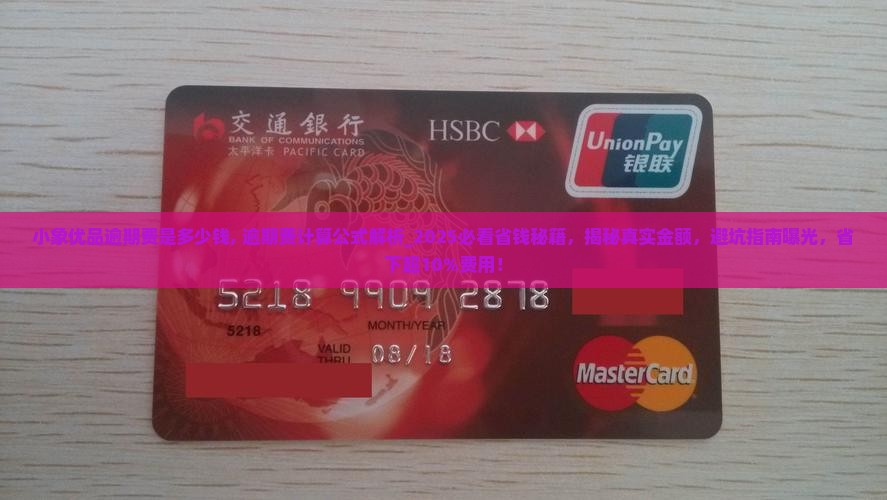 交通銀行
BANK OF COMMUNICATIONS
太平洋卡 PACIFIC CARD
HSBC
UnionPay
银联
小象优品逾期费是多少钱, 逾期费计算公式解析_2025必看省钱秘籍，揭秘真实金额，避坑指南曝光，省
下超10%费用！
5218 9909 2878
5218
MONTH/YEAR
VALID
THRU 08/18
MasterCard